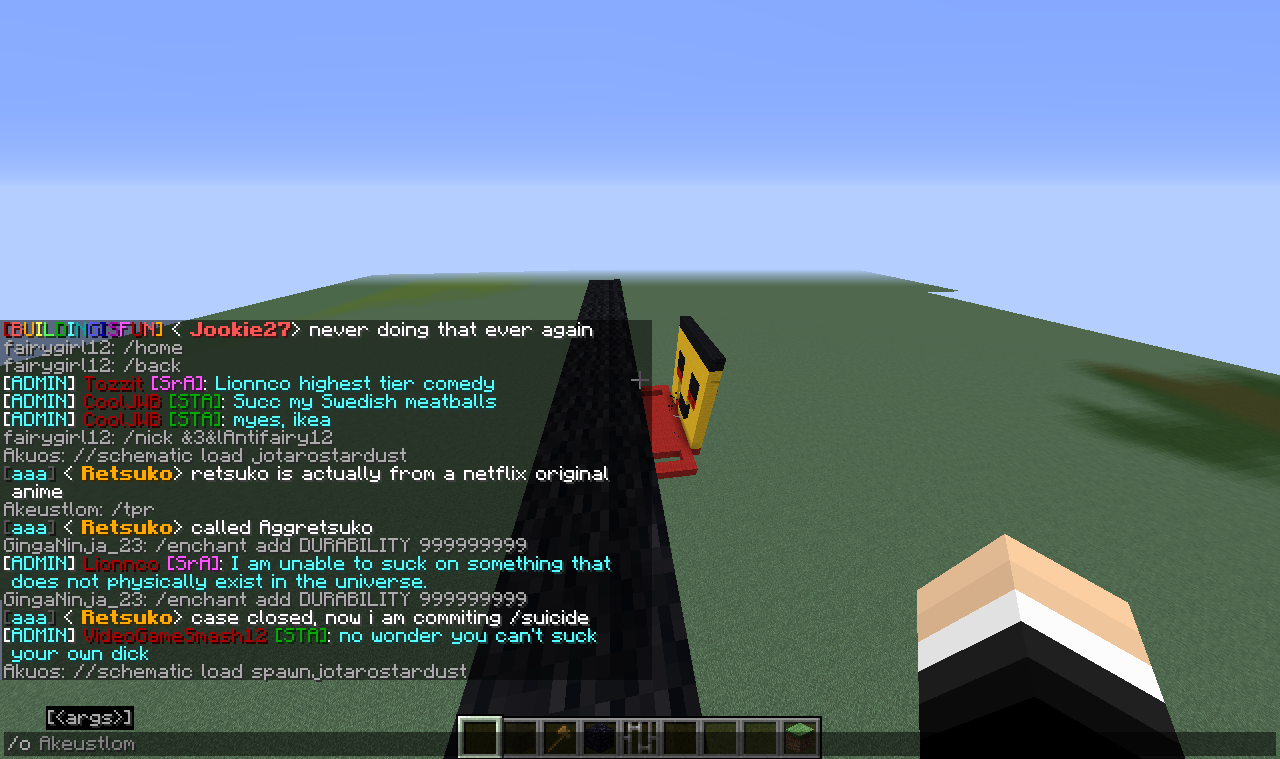 [BUILDINGISFUN] < Jookie27> never doing that ever again
fairygirl12: /home
fairygirl12: /back
[ADMIN] Tozzit [SrA]: Lionnco highest tier comedy
[ADMIN] CoolJWB [STA]: Succ my Swedish meatballs
[ADMIN] CoolJWB [STA]: myes, ikea
fairygirl12: /nick &3&lAntifairy12
Akuos: //schematic load jotarostardust
[aaa] < Retsuko> retsuko is actually from a netflix original
anime
Akeustlom: /tpr
[aaa] < Retsuko> called Aggretsuko
GingaNinja_23: /enchant add DURABILITY 999999999
[ADMIN] Lionnco [SrA]: I am unable to suck on something that
does not physically exist in the universe.
GingaNinja_23: /enchant add DURABILITY 999999999
[aaa] < Retsuko> case closed, now i am commiting /suicide
[ADMIN] VideoGameSmash12 [STA]: no wonder you can't suck
your own dick
Akuos: //schematic load spawnjotarostardust
[<args>]
/o Akeustlom